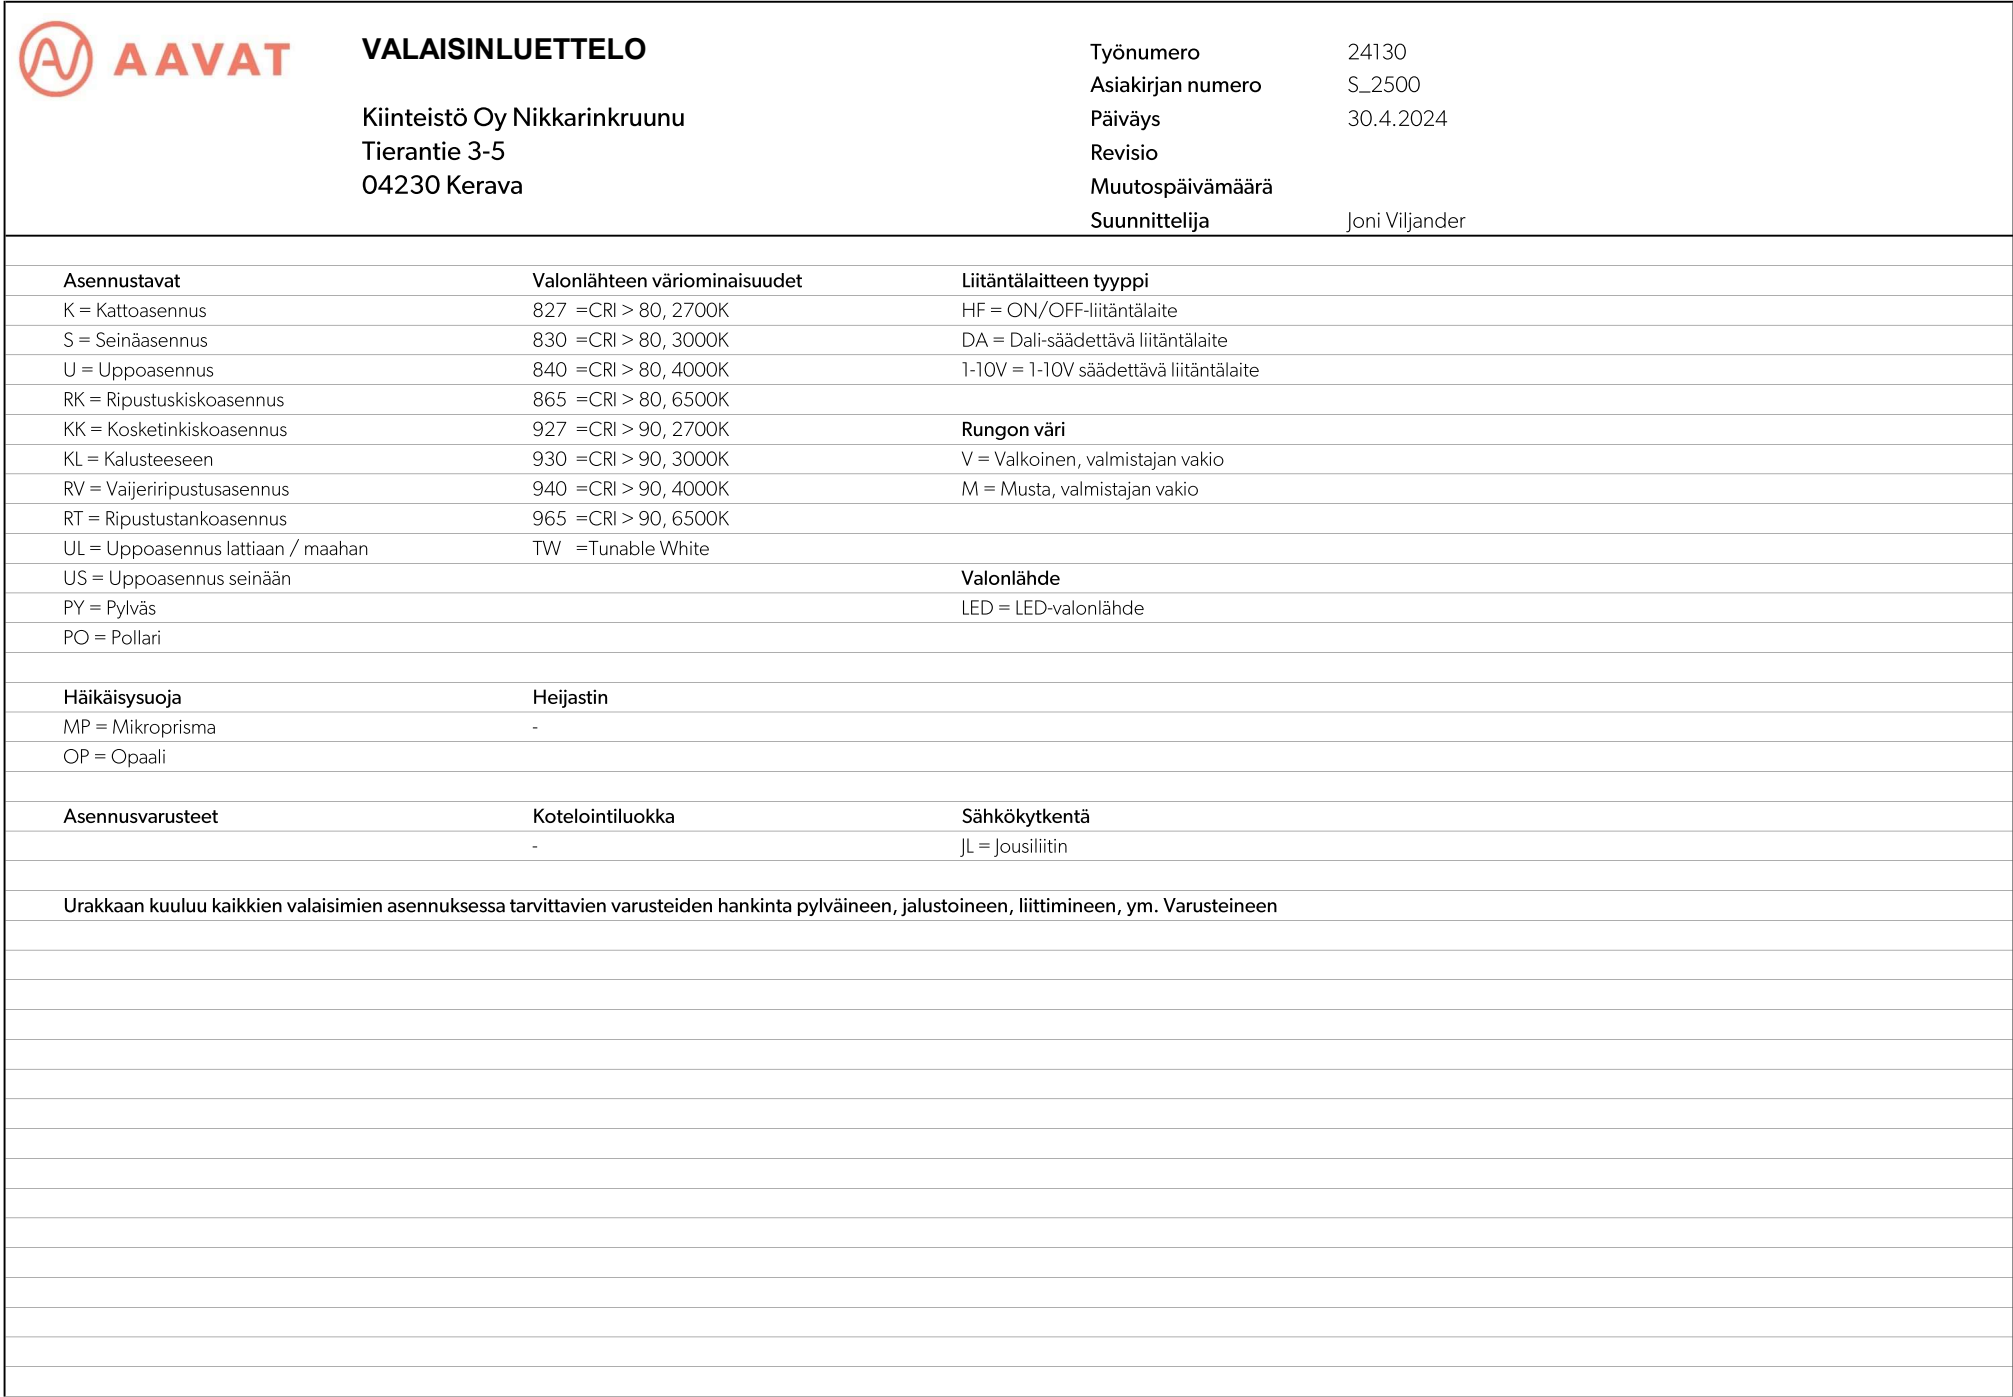 AAVAT
VALAISINLUETTELO
Kiinteistö Oy Nikkarinkruunu
Tierantie 3-5
04230 Kerava
Työnumero 24130
Asiakirjan numero S_2500
Päiväys 30.4.2024
Revisio
Muutospäivämäärä
Suunnittelija Joni Viljander
Asennustavat Valonlähteen väriominaisuudet Liitäntälaitteen tyyppi
K = Kattoasennus 827 =CRI > 80, 2700K HF = ON/OFF-liitäntälaite
S = Seinäasennus 830 =CRI > 80, 3000K DA = Dali-säädettävä liitäntälaite
U = Uppoasennus 840 =CRI > 80, 4000K 1-10V = 1-10V säädettävä liitäntälaite
RK = Ripustuskiskoasennus 865 =CRI > 80, 6500K
KK = Kosketinkiskoasennus 927 =CRI > 90, 2700K Rungon väri
KL = Kalusteeseen 930 =CRI > 90, 3000K V = Valkoinen, valmistajan vakio
RV = Vaijeriripustusasennus 940 =CRI > 90, 4000K M = Musta, valmistajan vakio
RT = Ripustustankoasennus 965 =CRI > 90, 6500K
UL = Uppoasennus lattiaan / maahan TW =Tunable White
US = Uppoasennus seinään Valonlähde
PY = Pylväs LED = LED-valonlähde
PO = Pollari
Häikäisysuoja Heijastin
MP = Mikroprisma -
OP = Opaali
Asennusvarusteet Kotelointiluokka Sähkökytkentä
- JL = Jousiliitin
Urakkaan kuuluu kaikkien valaisimien asennuksessa tarvittavien varusteiden hankinta pylväineen, jalustoineen, liittimineen, ym. Varusteineen